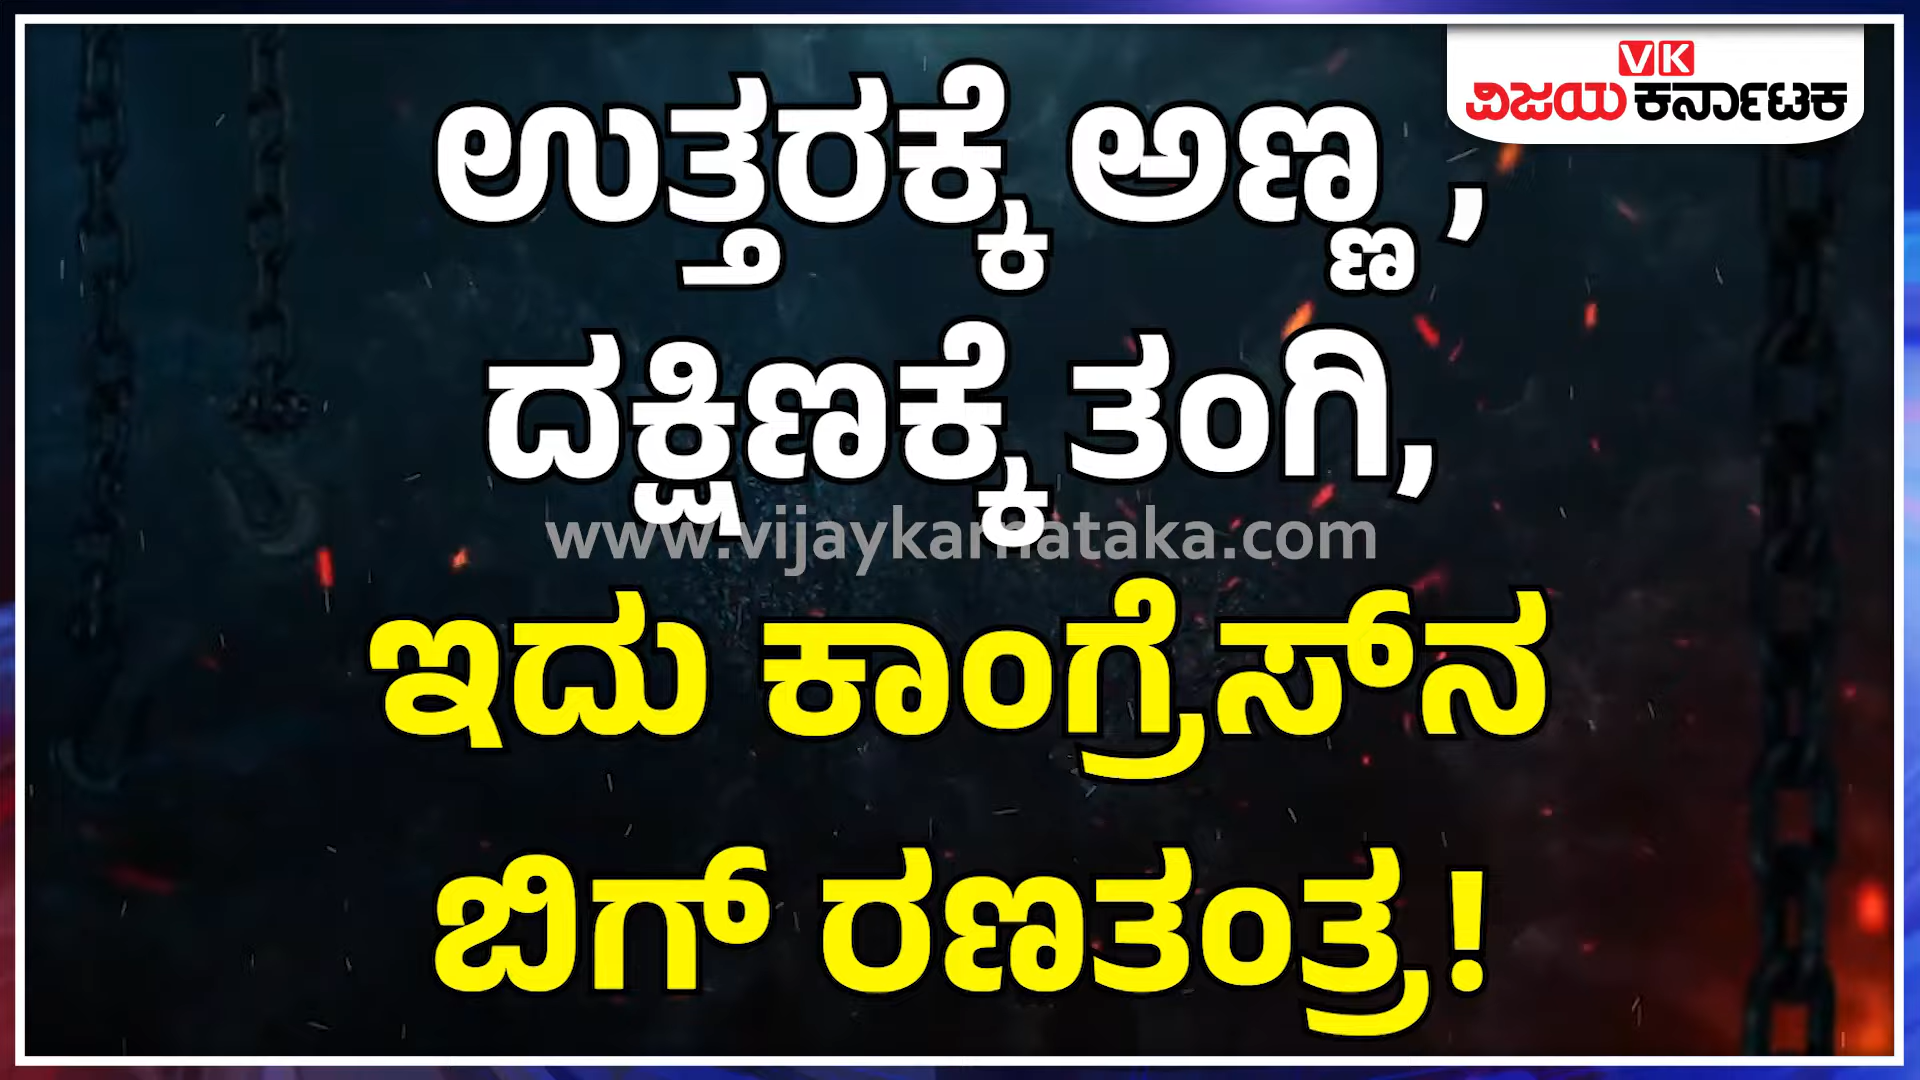 VK
ವಿಜಯ ಕರ್ನಾಟಕ
ಉತ್ತರಕ್ಕೆ ಅಣ್ಣ ,
ದಕ್ಷಿಣಕ್ಕೆ ತಂಗಿ,
www.vijaykarnataka.com
ಇದು ಕಾಂಗ್ರೆಸ್‌ನ
ಬಿಗ್ ರಣತಂತ್ರ!